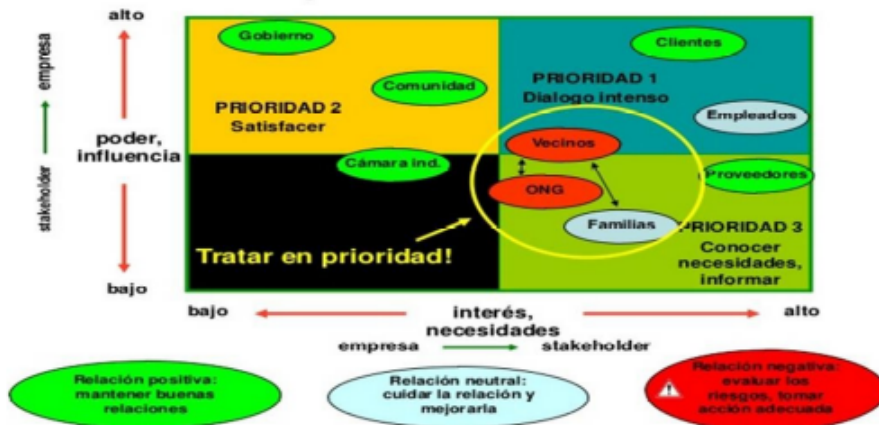 alto
empresa
stakeholder
poder,
influencia
bajo
Gobierno
Comunidad
PRIORIDAD 2
Satisfacer
Cámara ind.
Clientes
PRIORIDAD 1
Dialogo intenso
Empleados
Vecinos
ONG
Proveedores
Familias
PRIORIDAD 3
Conocer
necesidades,
informar
Tratar en prioridad!
bajo
interés,
necesidades
alto
empresa
stakeholder
Relación positiva:
mantener buenas
relaciones
Relación neutral:
cuidar la relación y
mejorarla
Relación negativa:
evaluar los
riesgos, tomar
acción adecuada